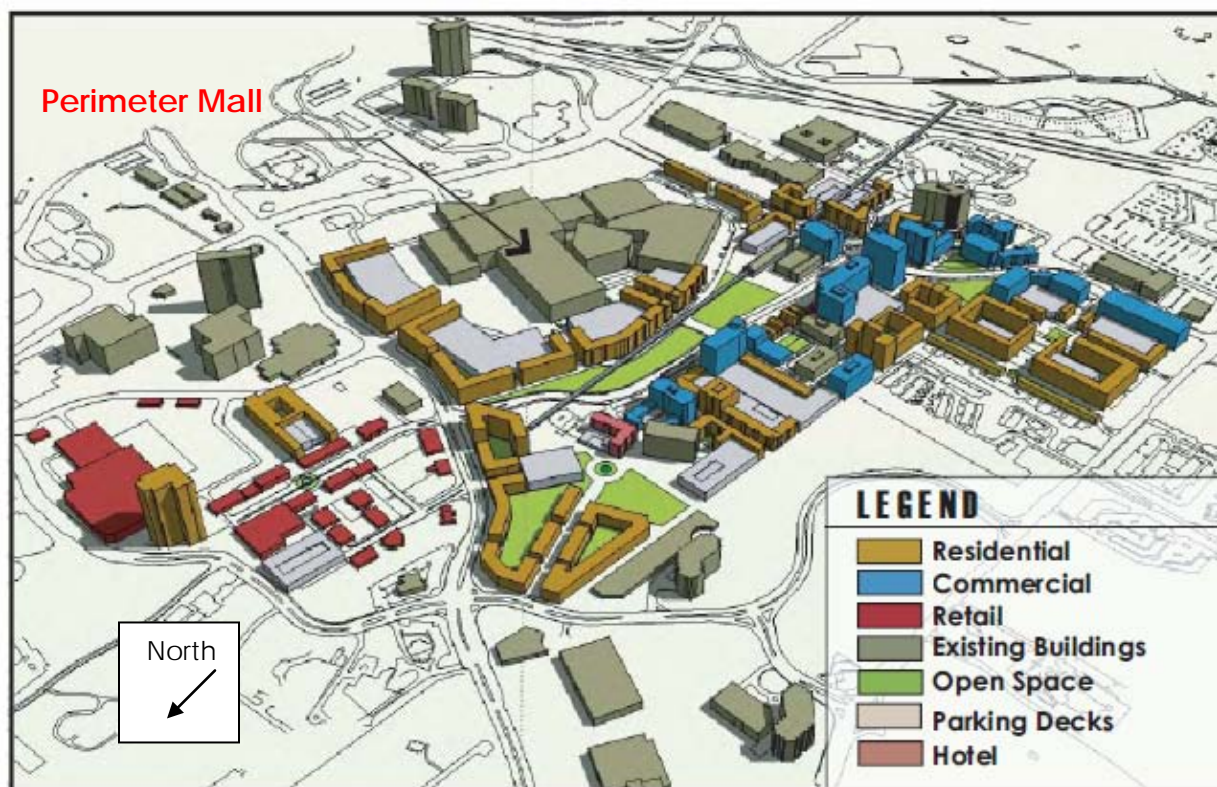 Perimeter Mall
North
LEGEND
Residential
Commercial
Retail
Existing Buildings
Open Space
Parking Decks
Hotel